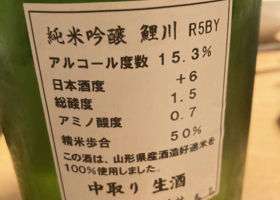 純米吟醸 鯉川 R5BY
アルコール度数 15.3%
日本酒度 +6
総酸度 1.5
アミノ酸度 0.7
精米歩合 50%
この酒は、山形県産酒造好適米を
100%使用しました。
中取り 生酒